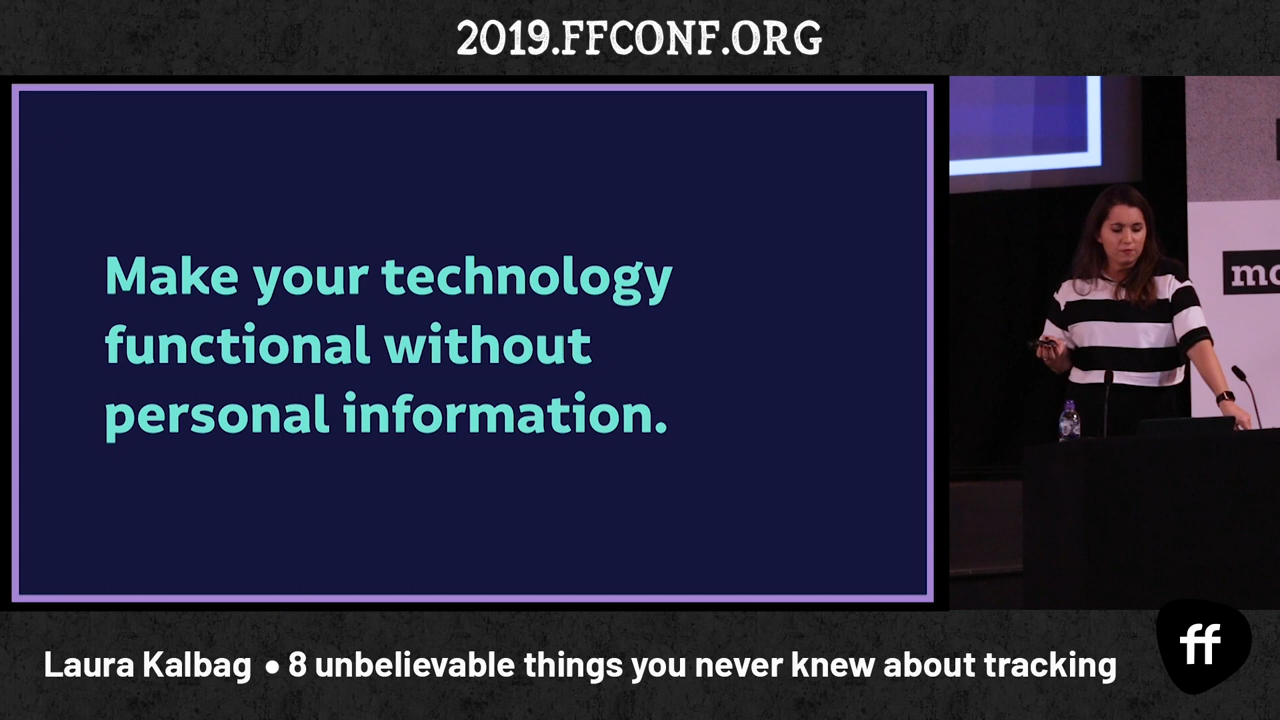 2019.FFCONF.ORG
Make your technology
functional without
personal information.
Laura Kalbag • 8 unbelievable things you never knew about tracking
ff